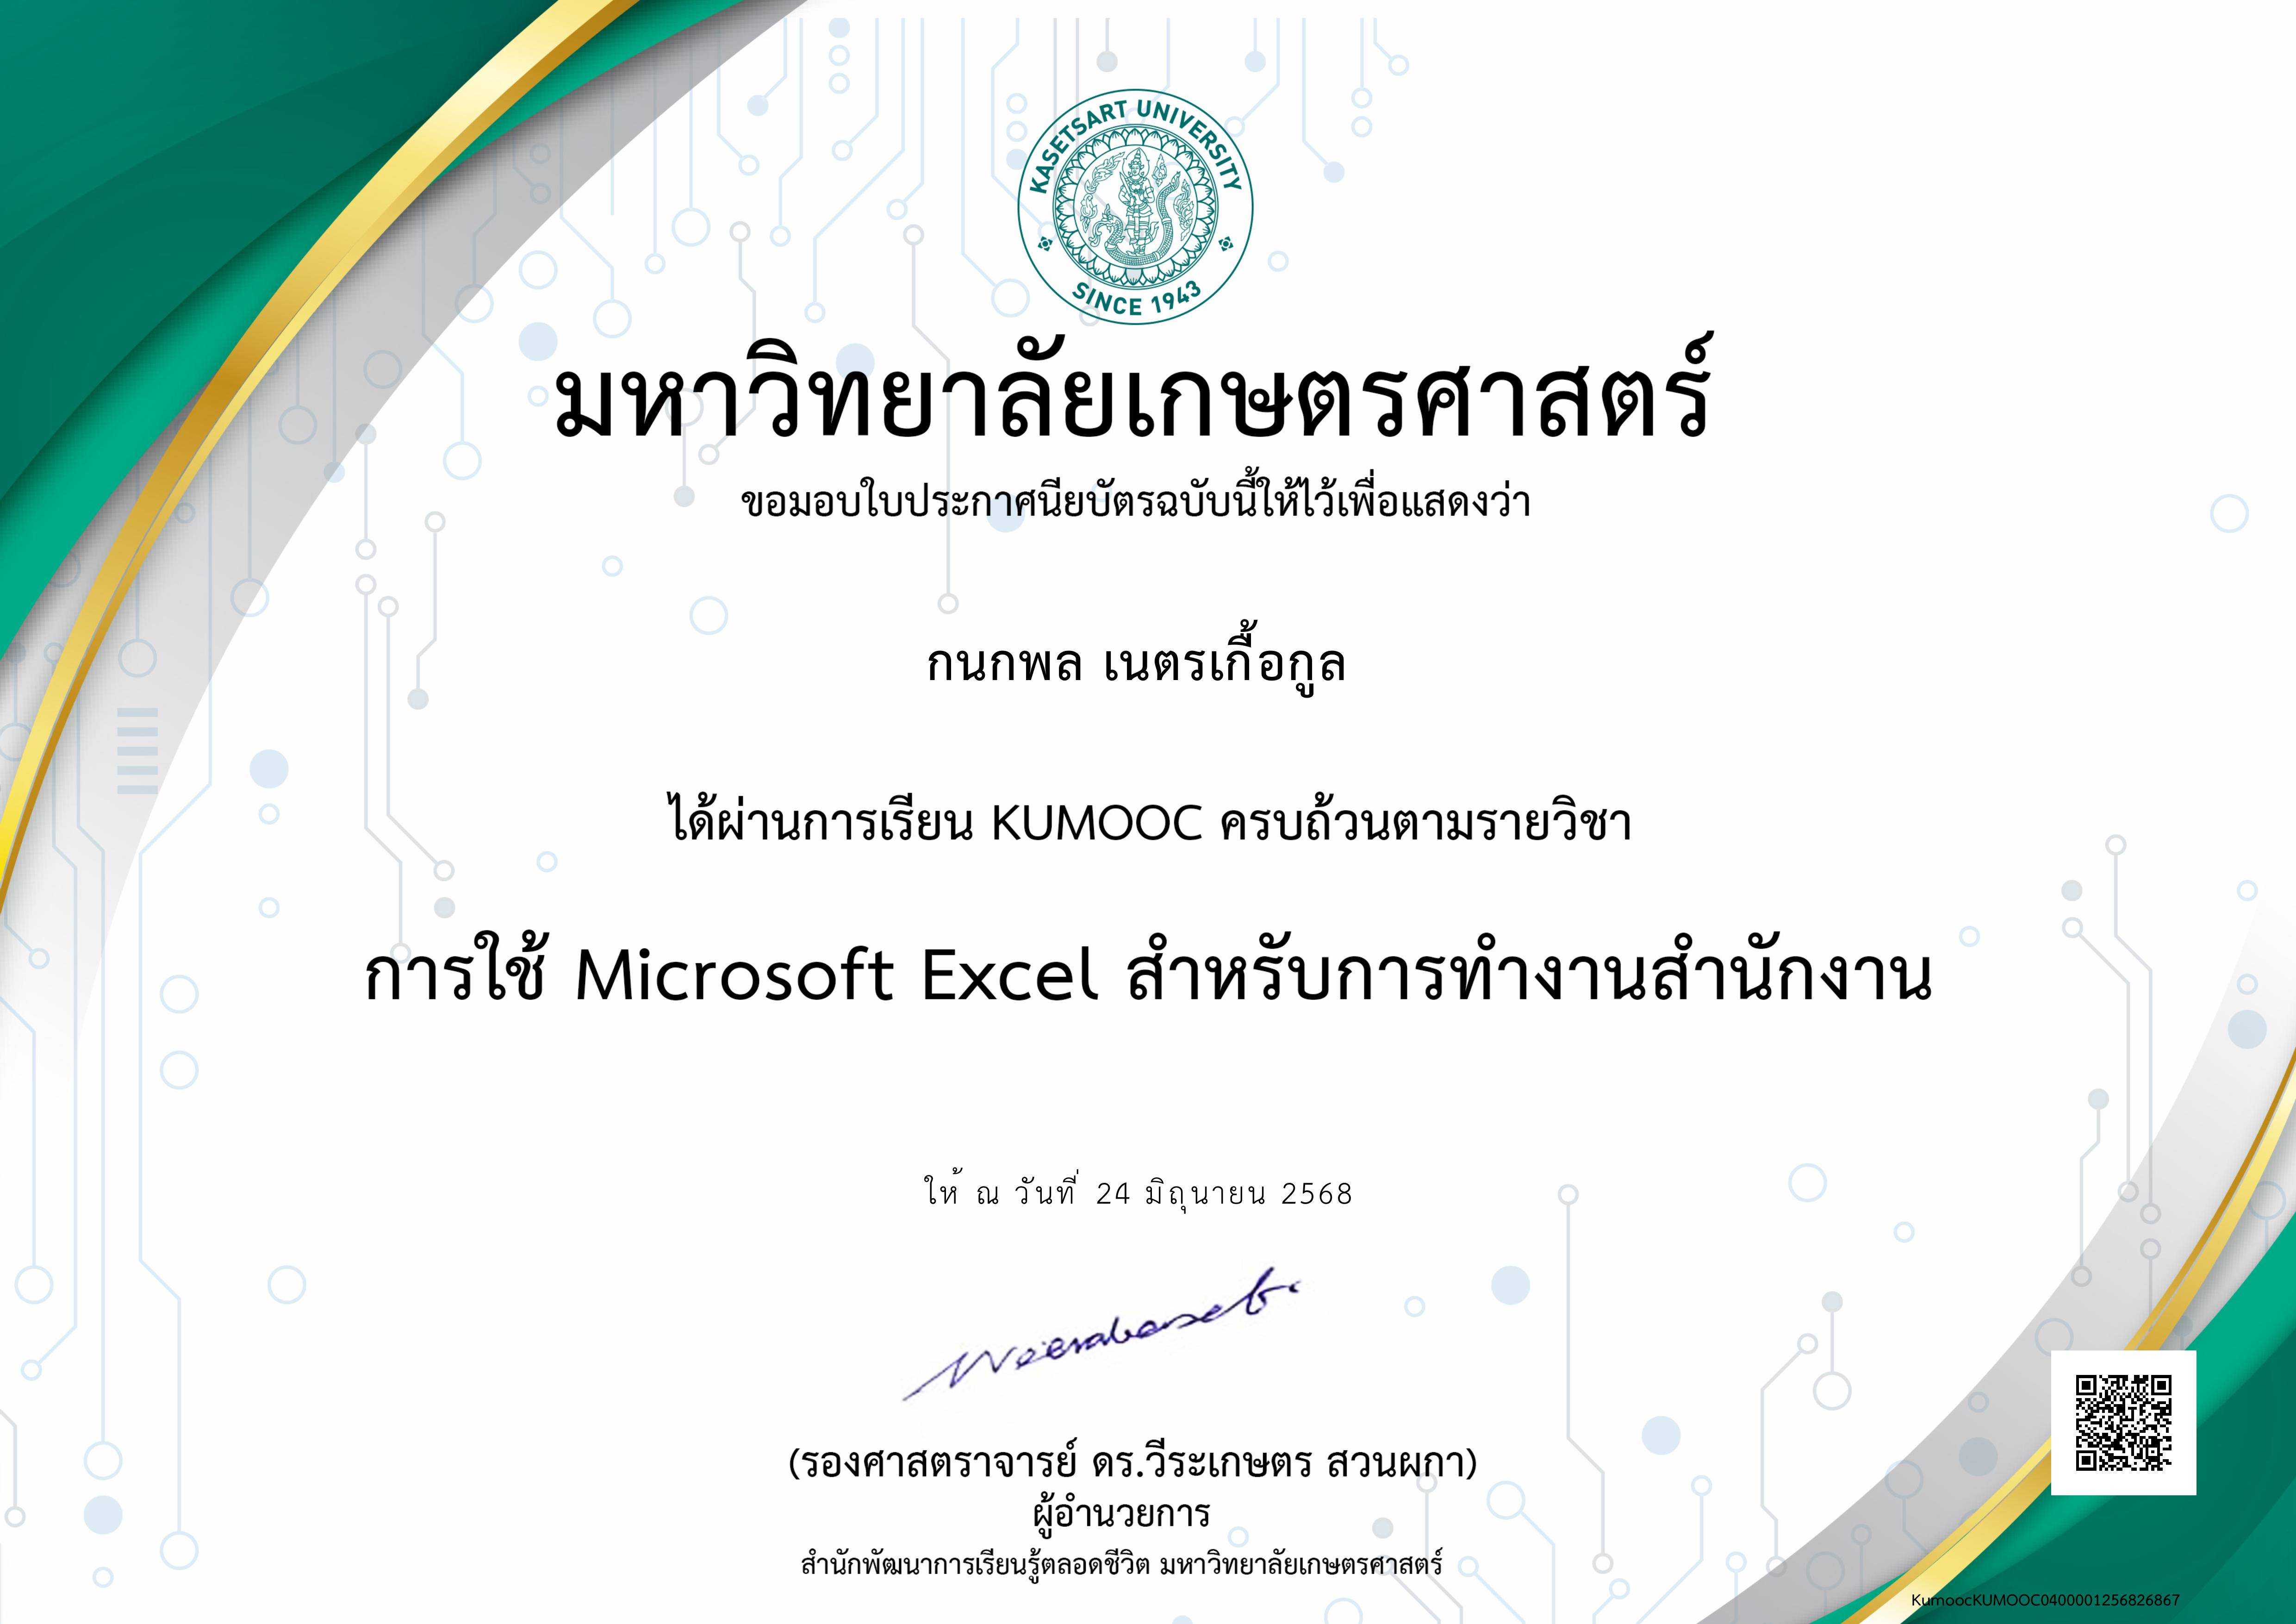 KASETSART UNIVERSITY
SINCE 1943
มหาวิทยาลัยเกษตรศาสตร์
ขอมอบใบประกาศนียบัตรฉบับนี้ให้ไว้เพื่อแสดงว่า
กนกพล เนตรเกื้อกูล
ได้ผ่านการเรียน KUMOOC ครบถ้วนตามรายวิชา
การใช้ Microsoft Excel สำหรับการทำงานสำนักงาน
ให้ ณ วันที่ 24 มิถุนายน 2568
(รองศาสตราจารย์ ดร.วีระเกษตร สวนผกา)
ผู้อำนวยการ
สำนักพัฒนาการเรียนรู้ตลอดชีวิต มหาวิทยาลัยเกษตรศาสตร์
KumoocKUMOOC0400001256826867